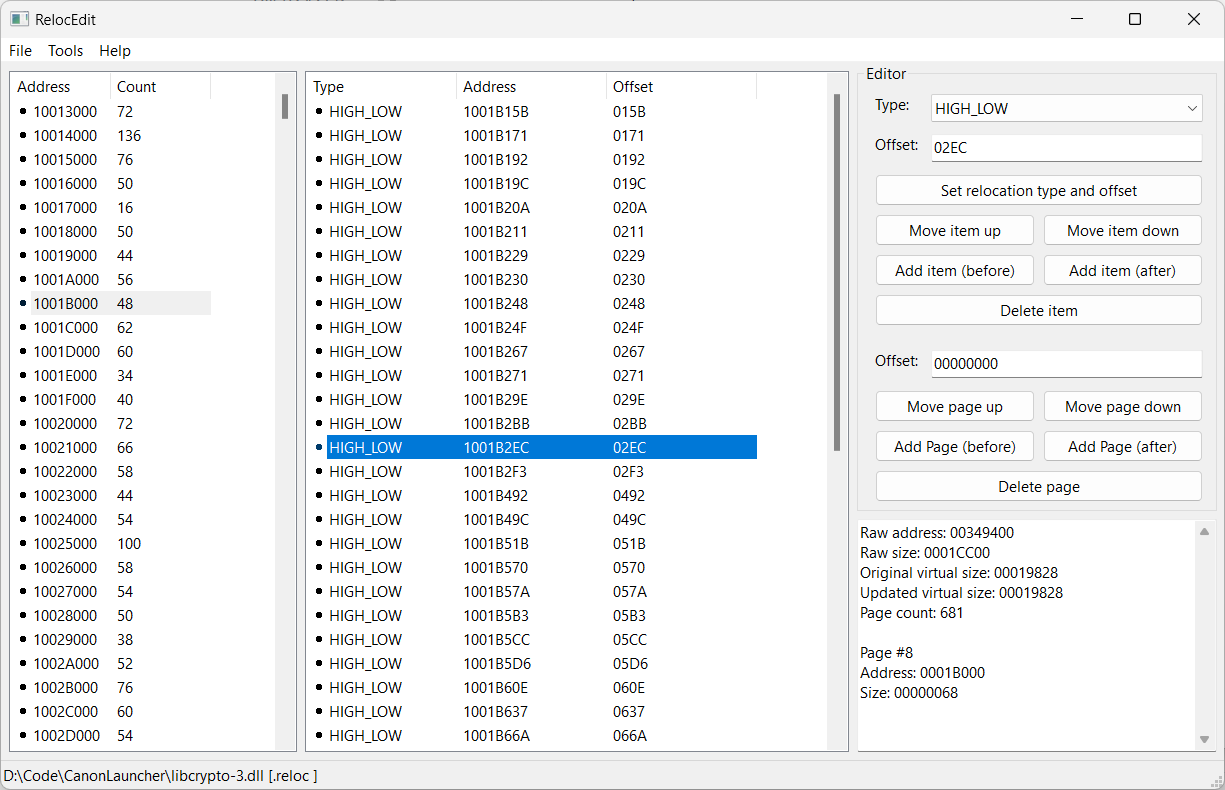 RelocEdit
File Tools Help
Address Count
10013000 72
10014000 136
10015000 76
10016000 50
10017000 16
10018000 50
10019000 44
1001A000 56
1001B000 48
1001C000 62
1001D000 60
1001E000 34
1001F000 40
10020000 72
10021000 66
10022000 58
10023000 44
10024000 54
10025000 100
10026000 58
10027000 54
10028000 50
10029000 38
1002A000 52
1002B000 76
1002C000 60
1002D000 54
Type Address Offset
HIGH_LOW 1001B15B 015B
HIGH_LOW 1001B171 0171
HIGH_LOW 1001B192 0192
HIGH_LOW 1001B19C 019C
HIGH_LOW 1001B20A 020A
HIGH_LOW 1001B211 0211
HIGH_LOW 1001B229 0229
HIGH_LOW 1001B230 0230
HIGH_LOW 1001B248 0248
HIGH_LOW 1001B24F 024F
HIGH_LOW 1001B267 0267
HIGH_LOW 1001B271 0271
HIGH_LOW 1001B29E 029E
HIGH_LOW 1001B2BB 02BB
HIGH_LOW 1001B2EC 02EC
HIGH_LOW 1001B2F3 02F3
HIGH_LOW 1001B492 0492
HIGH_LOW 1001B49C 049C
HIGH_LOW 1001B51B 051B
HIGH_LOW 1001B570 0570
HIGH_LOW 1001B57A 057A
HIGH_LOW 1001B5B3 05B3
HIGH_LOW 1001B5CC 05CC
HIGH_LOW 1001B5D6 05D6
HIGH_LOW 1001B60E 060E
HIGH_LOW 1001B637 0637
HIGH_LOW 1001B66A 066A
Editor
Type: HIGH_LOW
Offset: 02EC
Set relocation type and offset
Move item up Move item down
Add item (before) Add item (after)
Delete item
Offset: 00000000
Move page up Move page down
Add Page (before) Add Page (after)
Delete page
Raw address: 00349400
Raw size: 0001CC00
Original virtual size: 00019828
Updated virtual size: 00019828
Page count: 681
Page #8
Address: 0001B000
Size: 00000068
D:\Code\CanonLauncher\libcrypto-3.dll [.reloc ]